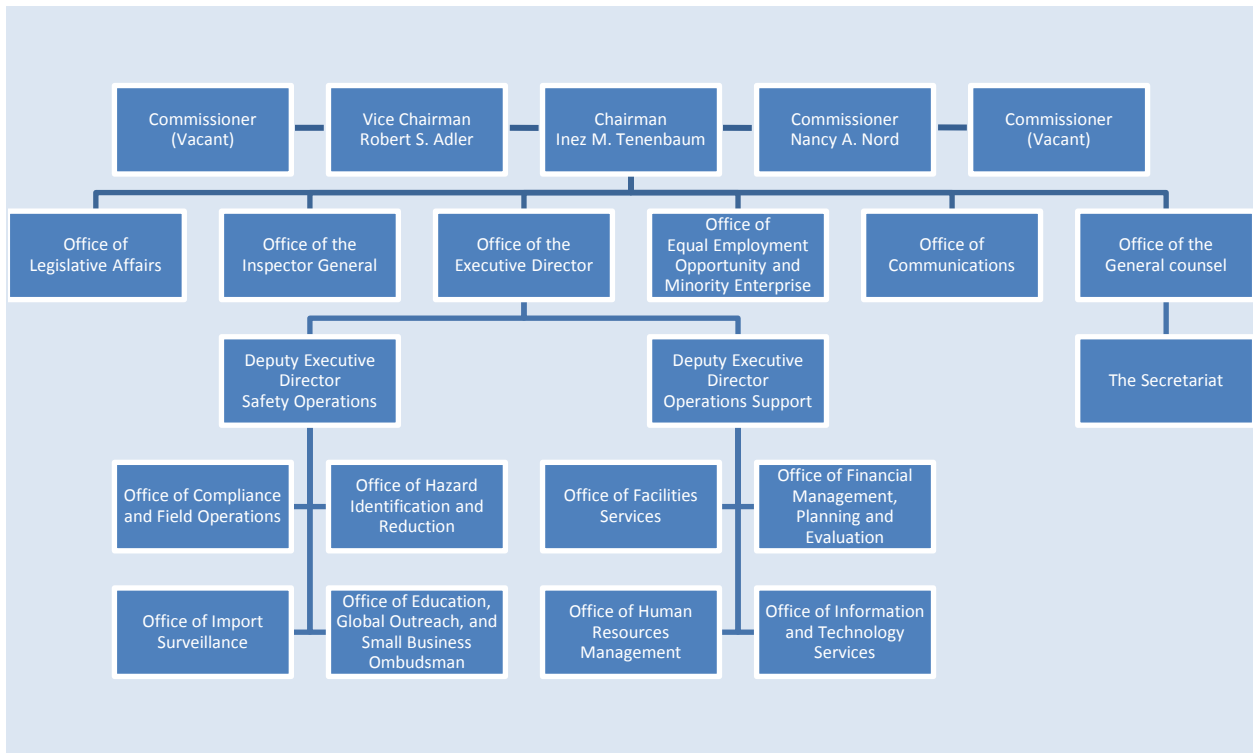 Commissioner
(Vacant)
Vice Chairman
Robert S. Adler
Chairman
Inez M. Tenenbaum
Commissioner
Nancy A. Nord
Commissioner
(Vacant)
Office of
Legislative Affairs
Office of the
Inspector General
Office of the
Executive Director
Office of
Equal Employment
Opportunity and
Minority Enterprise
Office of
Communications
Office of the
General counsel
Deputy Executive
Director
Safety Operations
Deputy Executive
Director
Operations Support
The Secretariat
Office of Compliance
and Field Operations
Office of Hazard
Identification and
Reduction
Office of Facilities
Services
Office of Financial
Management,
Planning and
Evaluation
Office of Import
Surveillance
Office of Education,
Global Outreach, and
Small Business
Ombudsman
Office of Human
Resources
Management
Office of Information
and Technology
Services